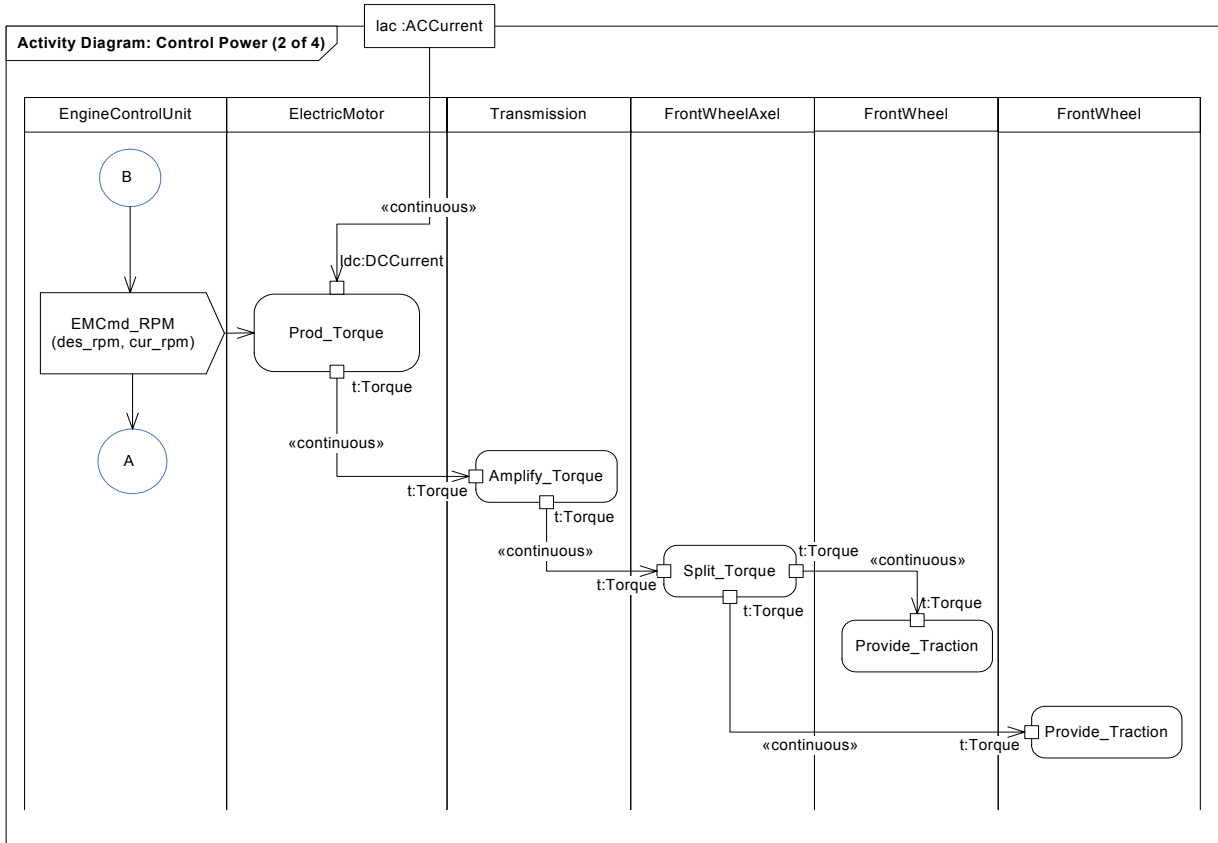 Iac :ACCurrent
Activity Diagram: Control Power (2 of 4)
EngineControlUnit
ElectricMotor
Transmission
FrontWheelAxel
FrontWheel
FrontWheel
B
«continuous»
Idc:DCCurrent
EMCmd_RPM
(des_rpm, cur_rpm)
Prod_Torque
t:Torque
«continuous»
A
Amplify_Torque
t:Torque
t:Torque
«continuous»
t:Torque
Split_Torque
t:Torque
«continuous»
t:Torque
t:Torque
Provide_Traction
Provide_Traction
«continuous»
t:Torque